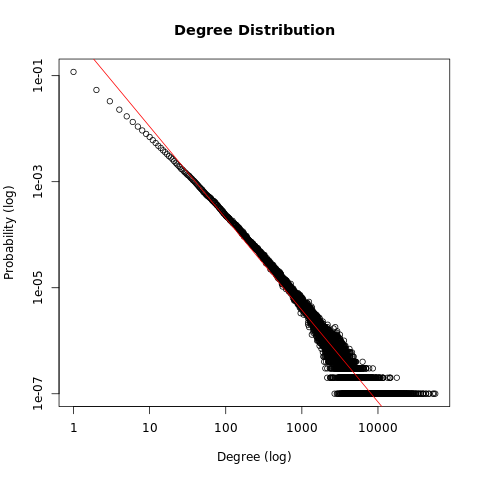 Degree Distribution
Probability (log)
1e-01
1e-03
1e-05
1e-07
1 10 100 1000 10000
Degree (log)